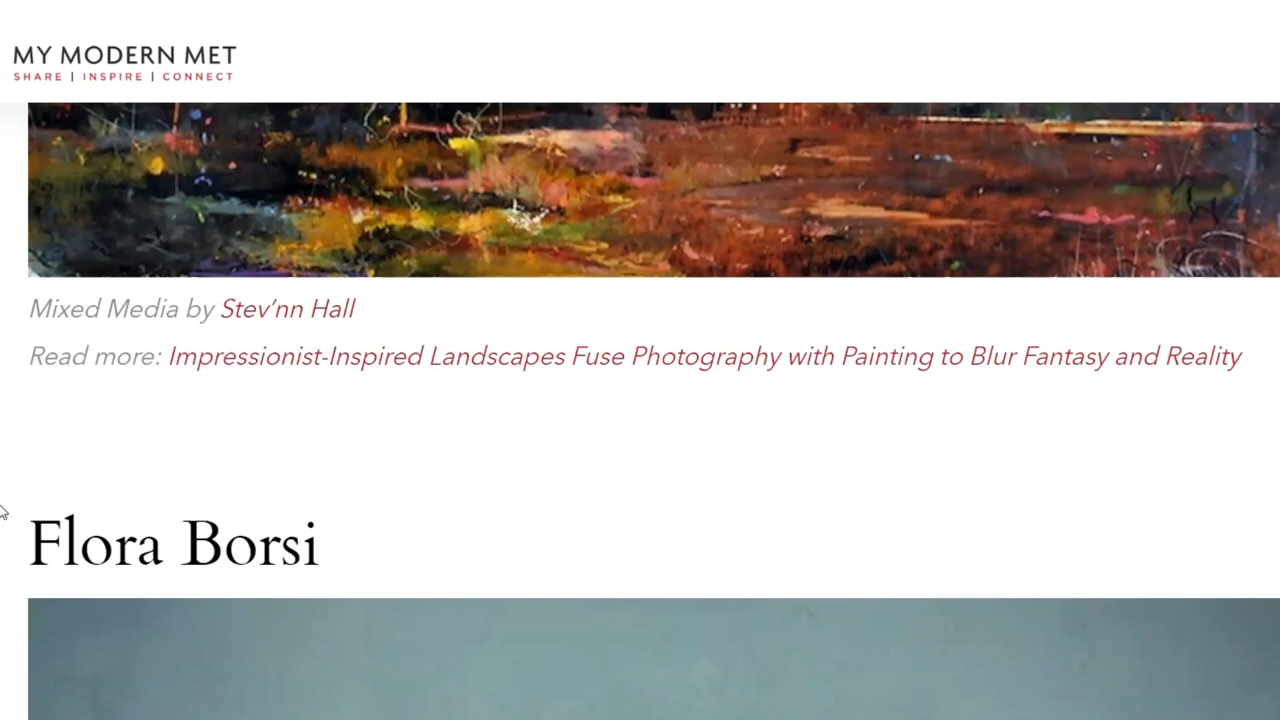 MY MODERN MET
SHARE | INSPIRE | CONNECT
Mixed Media by Stev’nn Hall
Read more: Impressionist-Inspired Landscapes Fuse Photography with Painting to Blur Fantasy and Reality
Flora Borsi